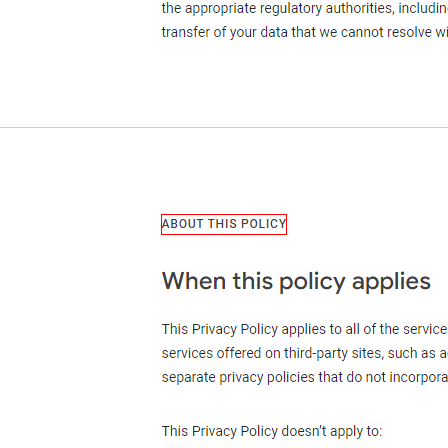 the appropriate regulatory authorities, includin
transfer of your data that we cannot resolve wi
ABOUT THIS POLICY
When this policy applies
This Privacy Policy applies to all of the service
services offered on third-party sites, such as a
separate privacy policies that do not incorpora
This Privacy Policy doesn't apply to: